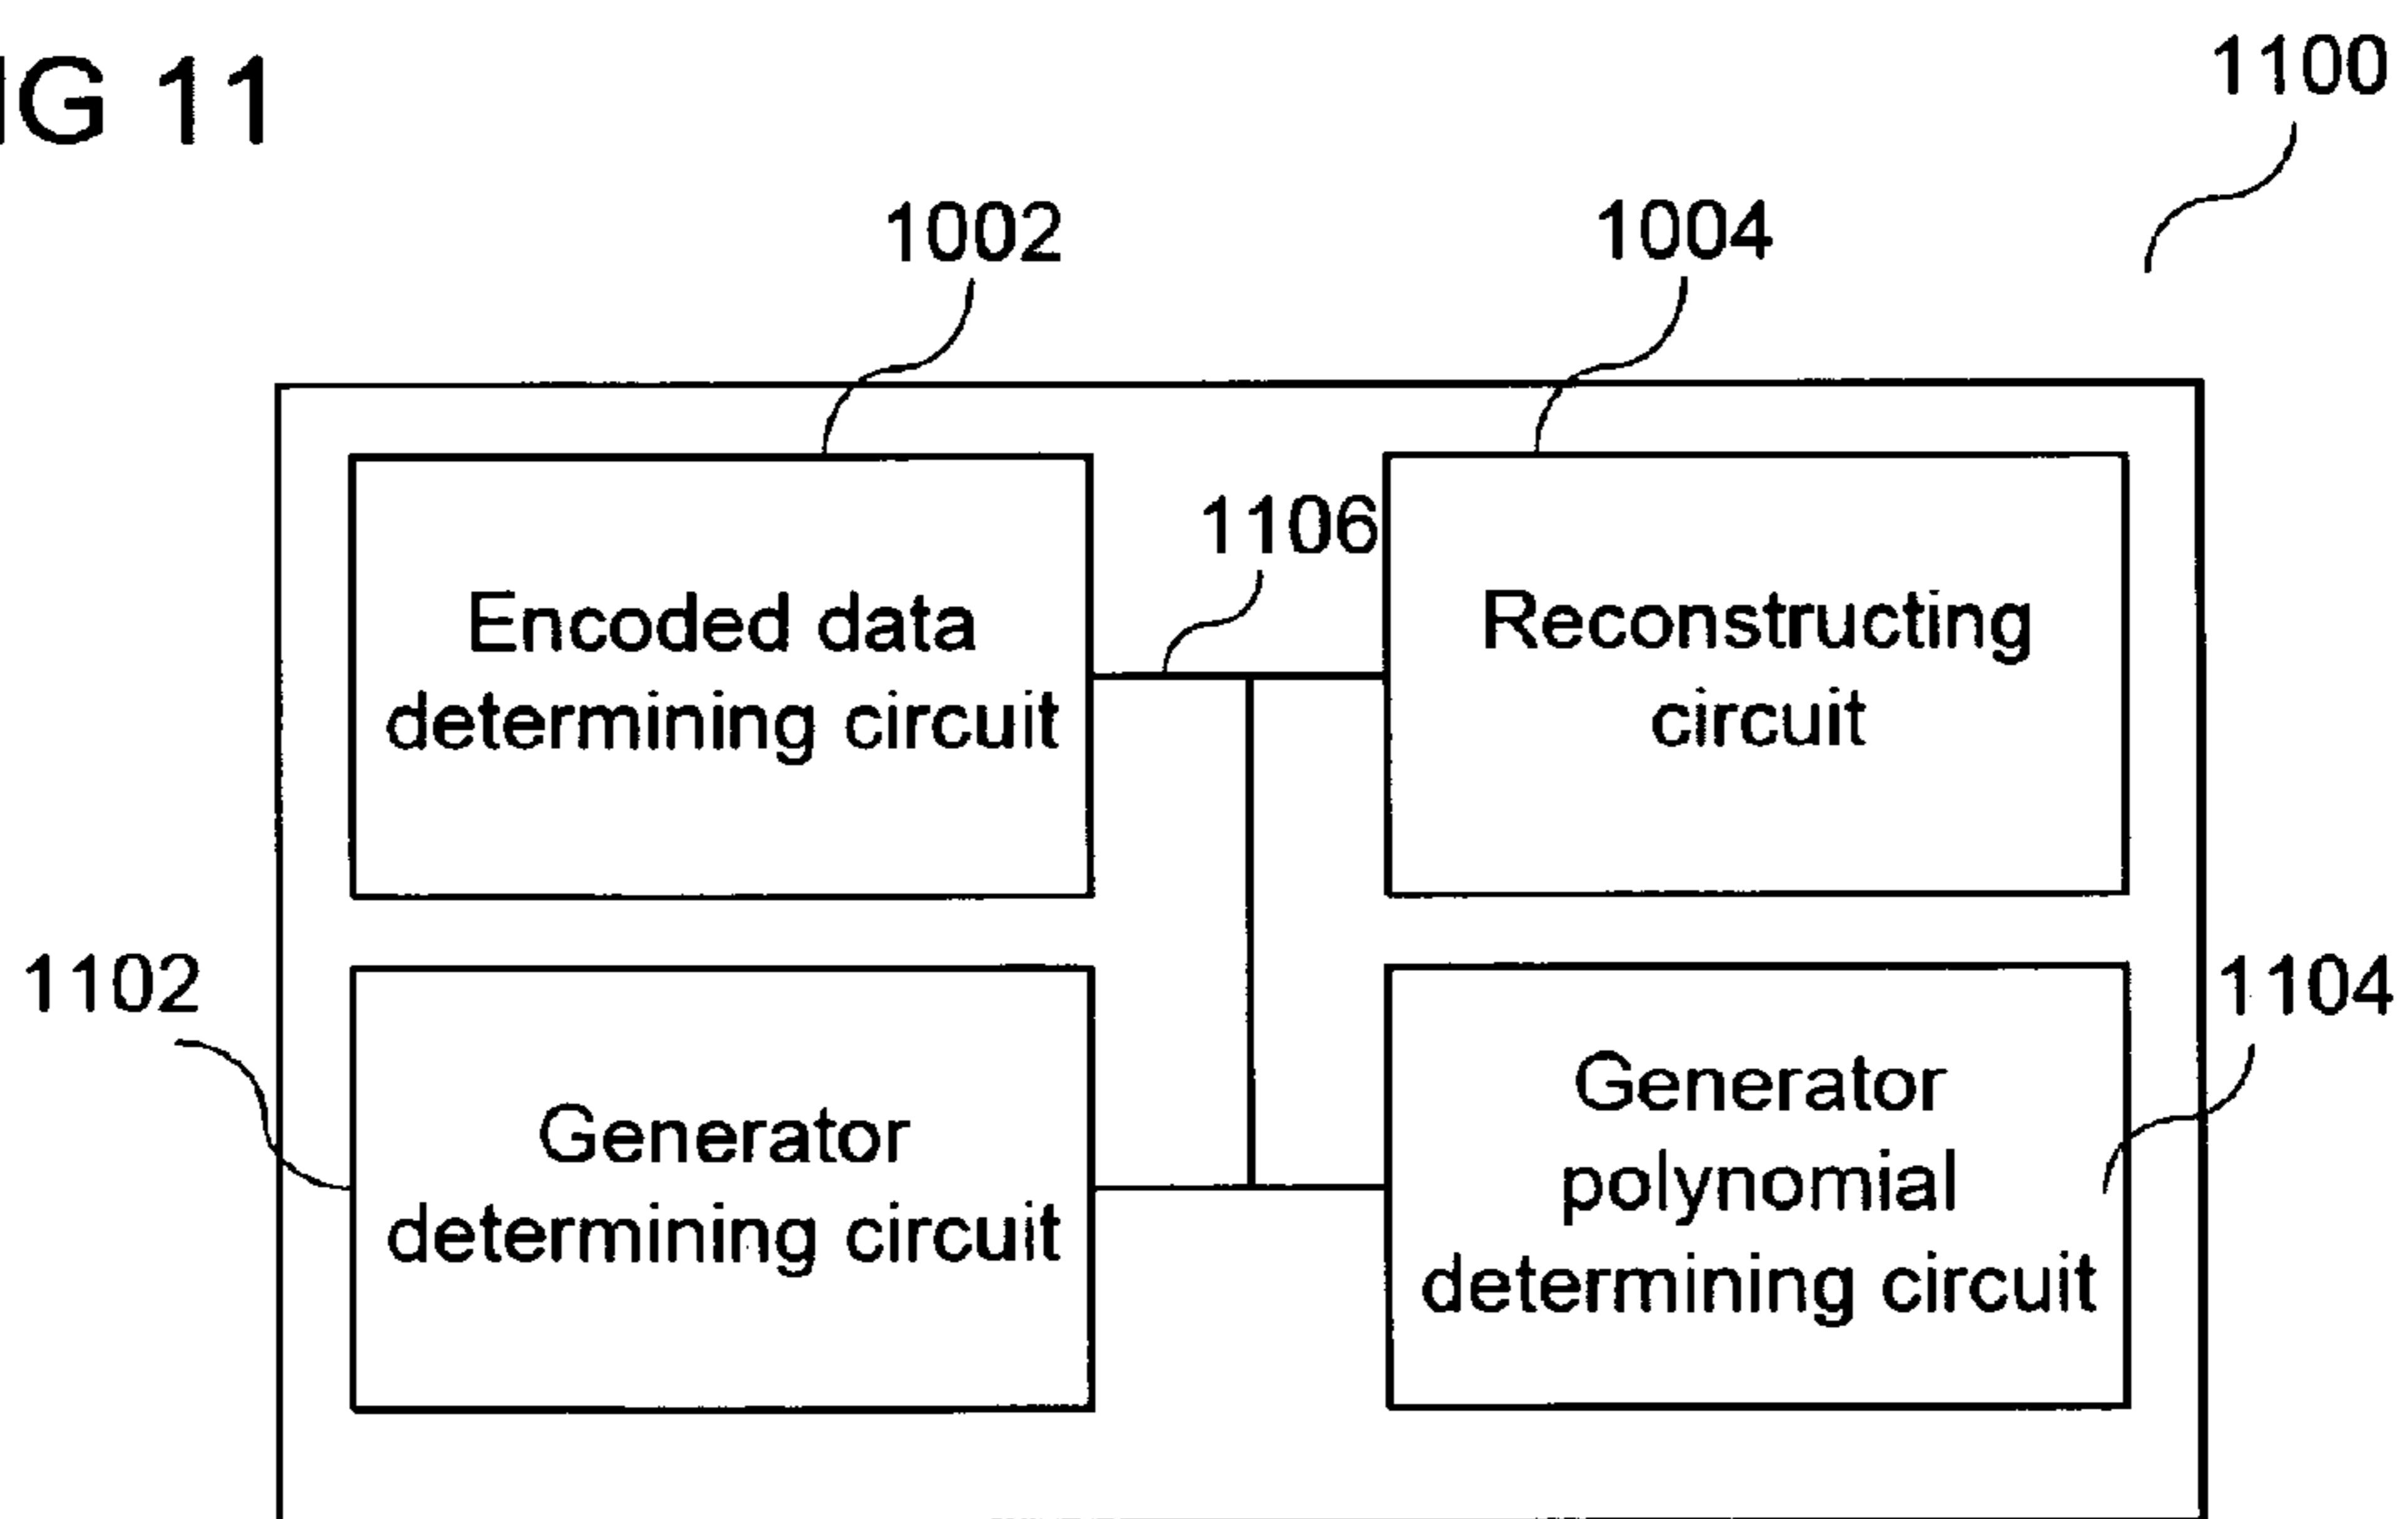 IG 11
1100
1002
1004
1106
Encoded data
determining circuit
Reconstructing
circuit
1102
1104
Generator
determining circuit
Generator
polynomial
determining circuit